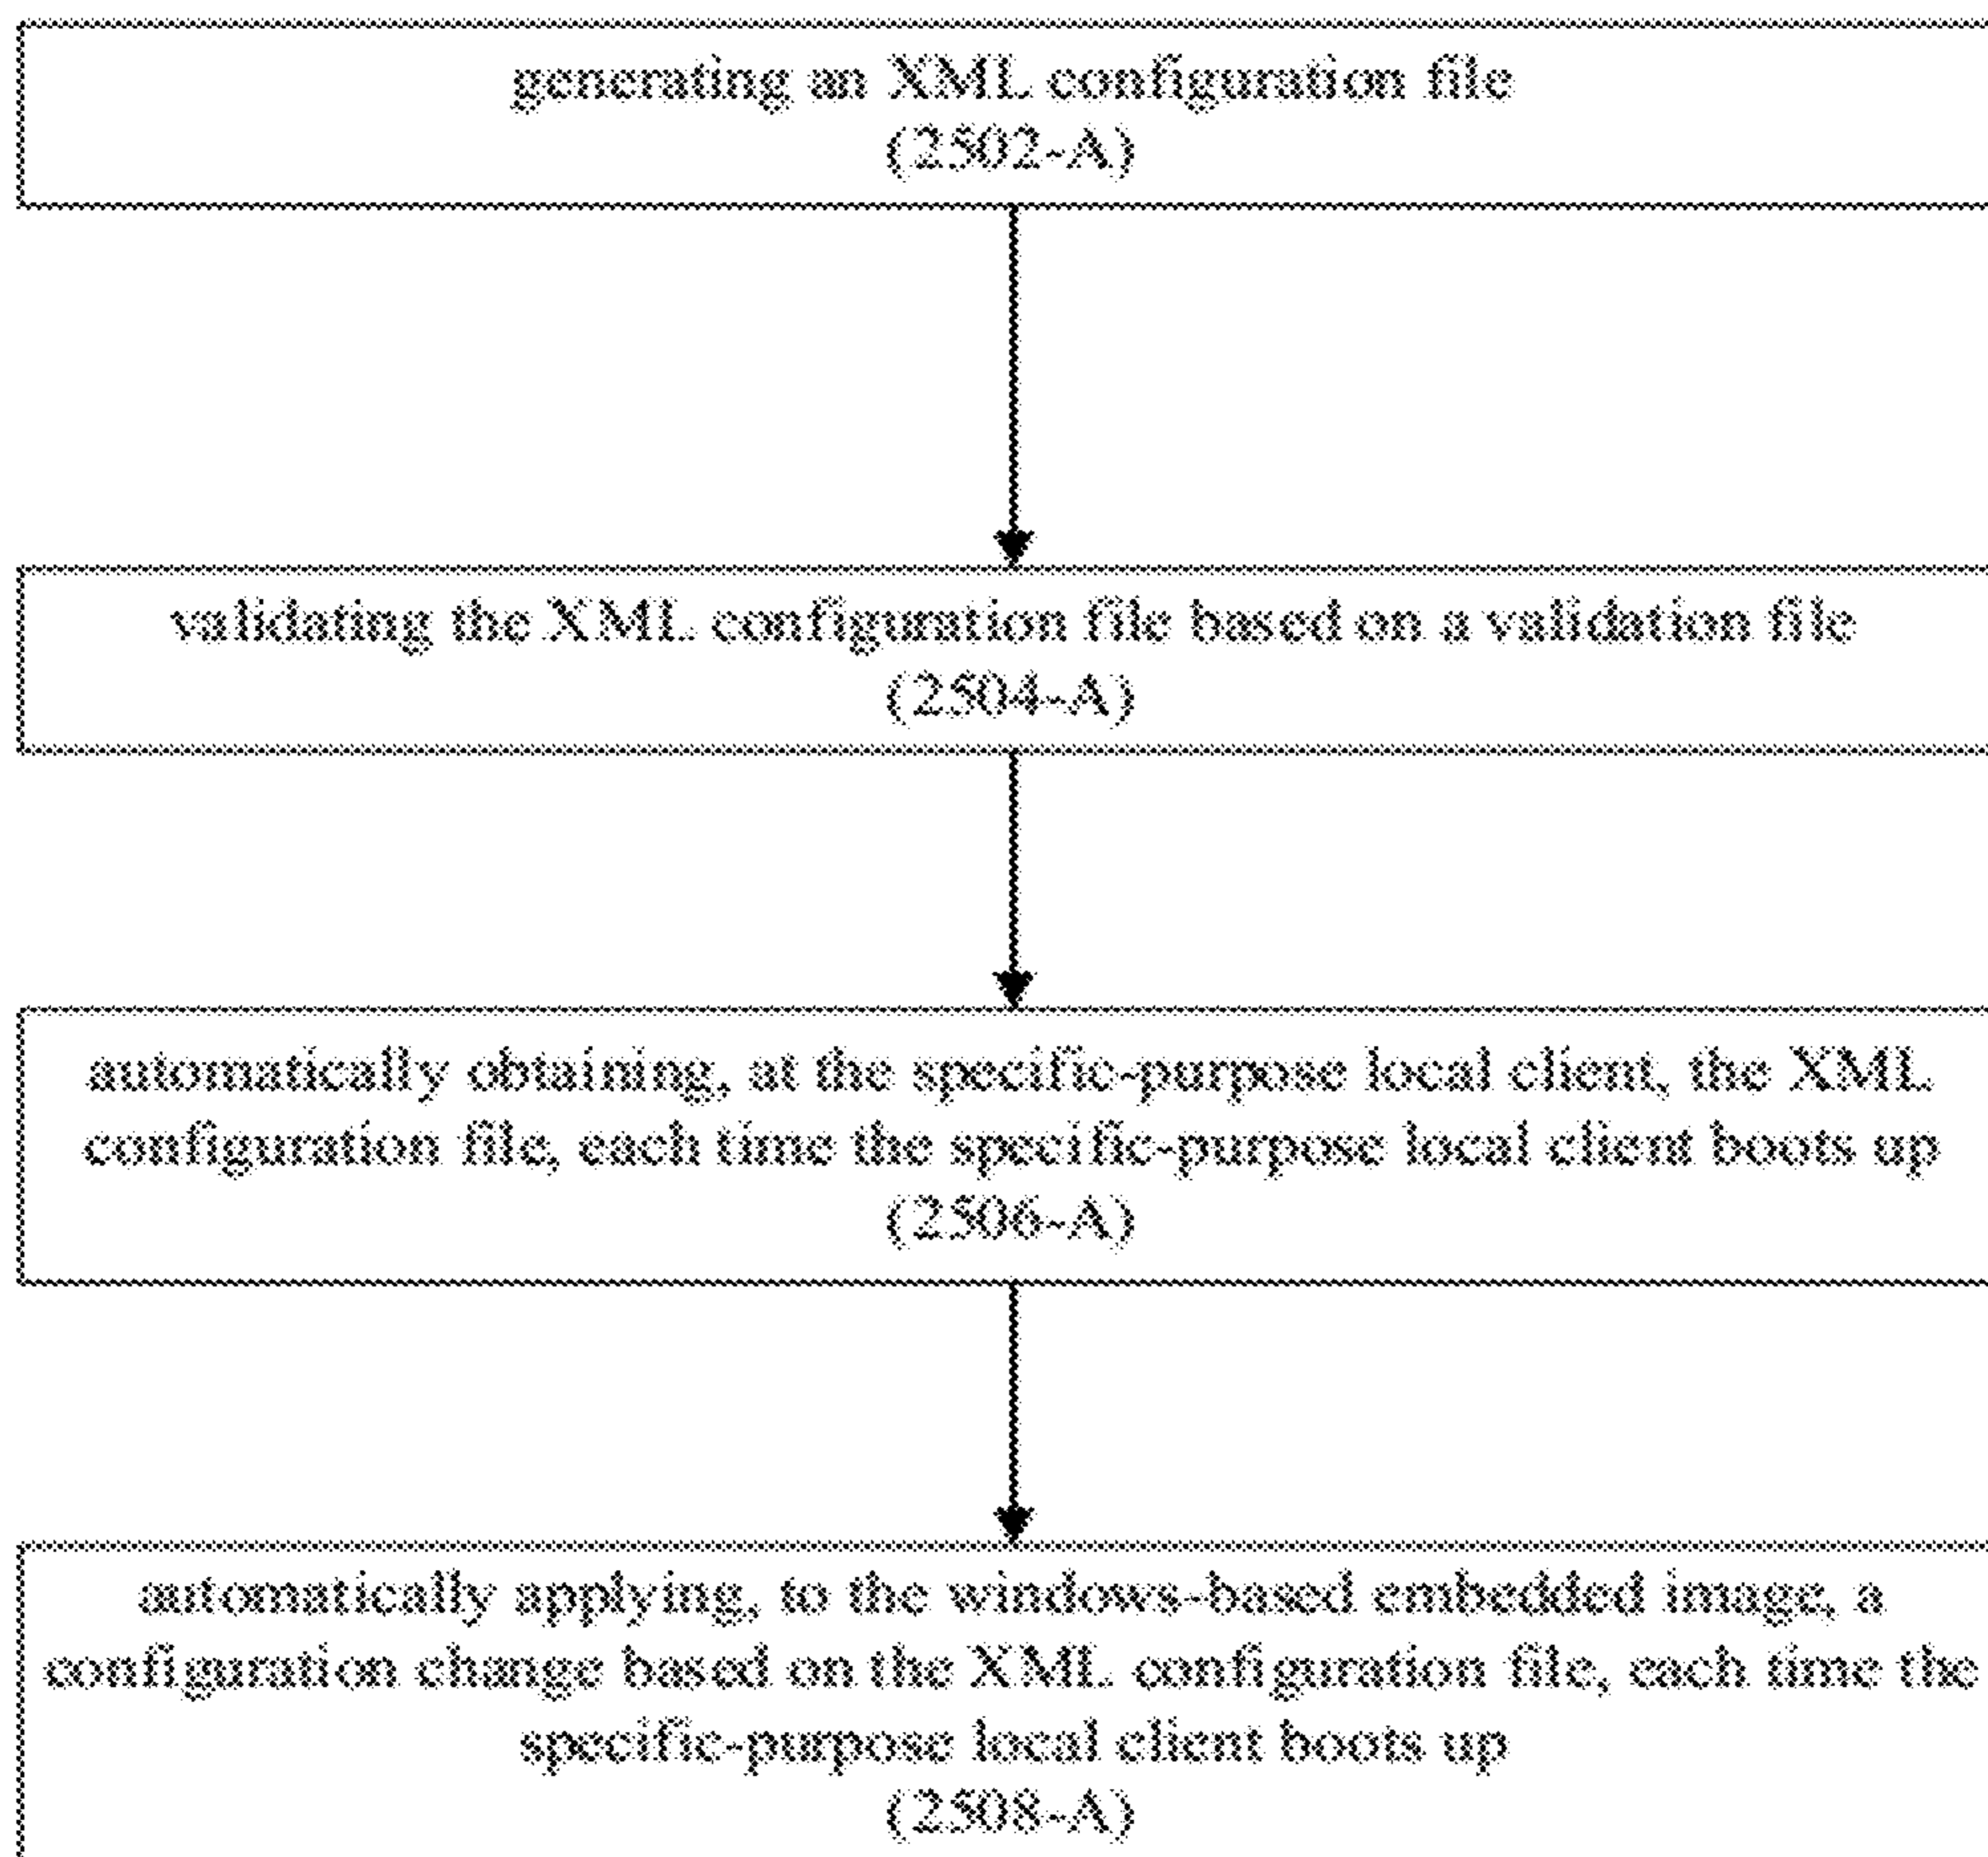 generating an XML configuration file
(2502-A)
validating the XML configuration file based on a validation file
(2504-A)
automatically obtaining, at the specific-purpose local client, the XML
configuration file, each time the specific-purpose local client boots up
(2506-A)
automatically applying, to the windows-based embedded image, a
configuration change based on the XML configuration file, each time the
specific-purpose local client boots up
(2508-A)